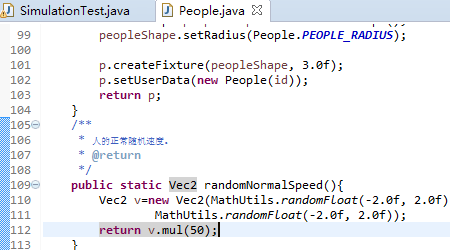 SimulationTest.java People.java
99 peopleShape.setRadius(People.PEOPLE_RADIUS);
100
101 p.createFixture(peopleShape, 3.0f);
102 p.setUserData(new People(id));
103 return p;
104 }
105 /**
106 * 人的正常随机速度.
107 * @return
108 */
109 public static Vec2 randomNormalSpeed(){
110 Vec2 v=new Vec2(MathUtils.randomFloat(-2.0f, 2.0f)
111 MathUtils.randomFloat(-2.0f, 2.0f));
112 return v.mul(50);
113 }